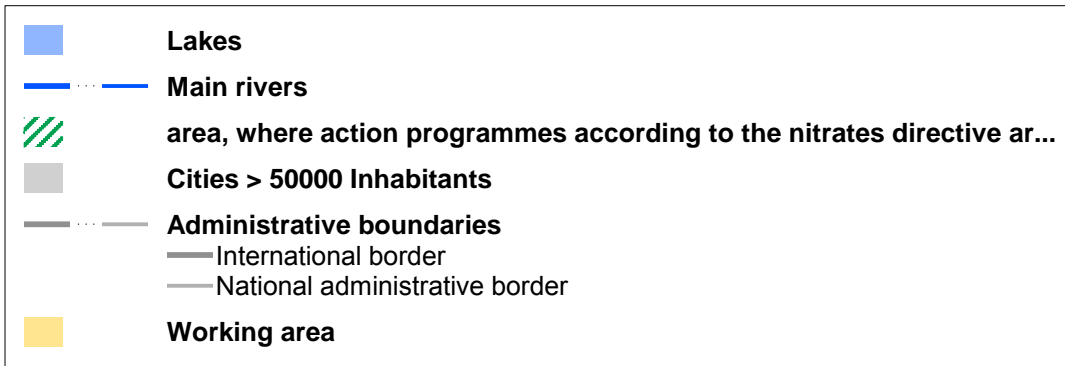 Lakes
Main rivers
area, where action programmes according to the nitrates directive ar...
Cities > 50000 Inhabitants
Administrative boundaries
International border
National administrative border
Working area